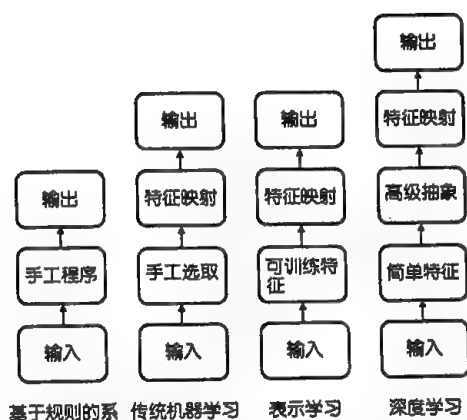 输出
手工程序
输入
基于规则的系
输出
特征映射
手工选取
输入
传统机器学习
输出
特征映射
可训练特
征
输入
表示学习
输出
特征映射
高级抽象
简单特征
输入
深度学习